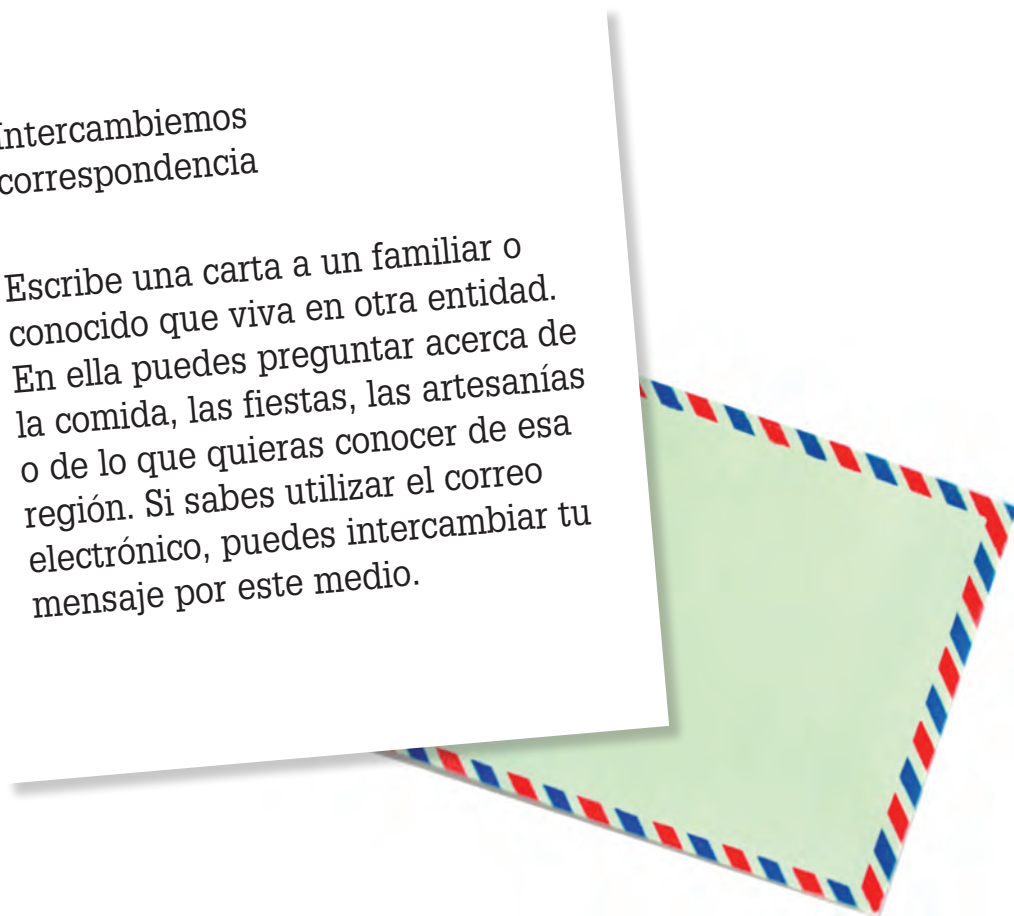 Intercambiemos
correspondencia
Escribe una carta a un familiar o
conocido que viva en otra entidad.
En ella puedes preguntar acerca de
la comida, las fiestas, las artesanías
o de lo que quieras conocer de esa
región. Si sabes utilizar el correo
electrónico, puedes intercambiar tu
mensaje por este medio.